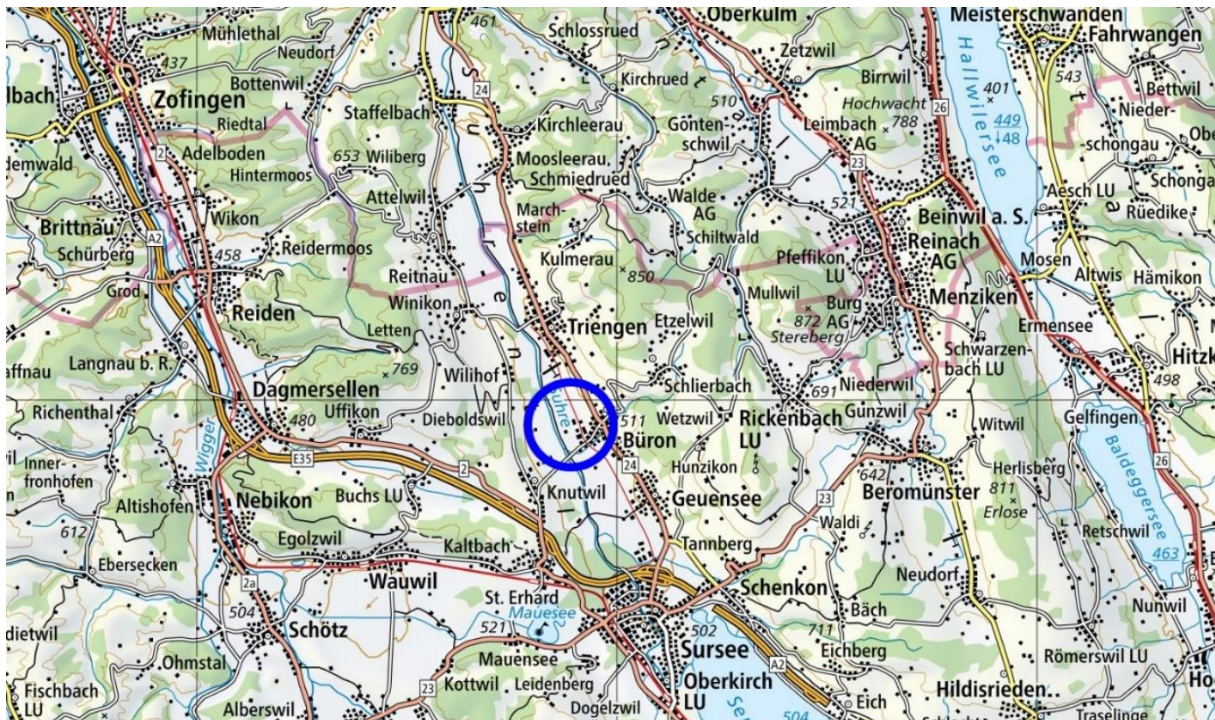 Mühlethal
461
Schlossrued
Oberkulm
Meisterschwanden
Fahrwangen
Neudorf
Zetzwil
437
Bottenwil
Kirchrued
Birrwil
Hallwilersee
401
543
Bettwil
lbach
Zofingen
24
510
Hochwacht
26
Nieder-
-schongau
Riedtal
Staffelbach
Kirchleerau
Gönten-
schwil
Leimbach
AG
788
449
48
demwald
2
Adelboden
Hintermoos
653
Wiliberg
Moosleerau
Schmiedrued
23
Schonga
Attelwil
Walde
AG
521
Aesch LU
Brittnau
Wikon
March-
stein
Beinwil a. S.
Rüedike
Schürberg
A2
Reidermoos
Schiltwald
Reinach
AG
458
Reitnau
Kulmerau
850
Pfeffikon
LU
Mosen
Altwis
Hämikon
Grod
Winikon
Mullwil
Burg
AG
Menziken
Reiden
Letten
Triengen
Etzelwil
872
Stereberg
Ermensee
Langnau b. R.
769
Schwarzen-
bach LU
Hitzk
affnau
Wilihof
Schlierbach
691
Niederwil
498
Dagmersellen
Richenthal
Uffikon
480
Dieboldswil
Suhre
511
Wetzwil
Rickenbach
LU
Gunzwil
Gelfingen
Witwil
Wigger
Büron
Inner-
fronhofen
E35
2
24
Hunzikon
Herlisberg
Baldeggersee
26
Altishofen
Buchs LU
Knutwil
642
811
Erlose
Nebikon
Geuensee
23
Beromünster
612
Waldi
Retschwil
Egolzwil
Kaltbach
Tannberg
463
Ebersecken
Wauwil
Neudorf
2a
St. Erhard
Schenkon
504
Mauesee
Bäch
Nunwil
dietwil
Schötz
521
502
711
Eichberg
Ohmstal
Mauensee
Sursee
A2
Römerswil LU
23
Kottwil
Leidenberg
Oberkirch
LU
Fischbach
LU
Alberswil
Dogelzwil
504
Eich
Hildisrieden
Traselingen